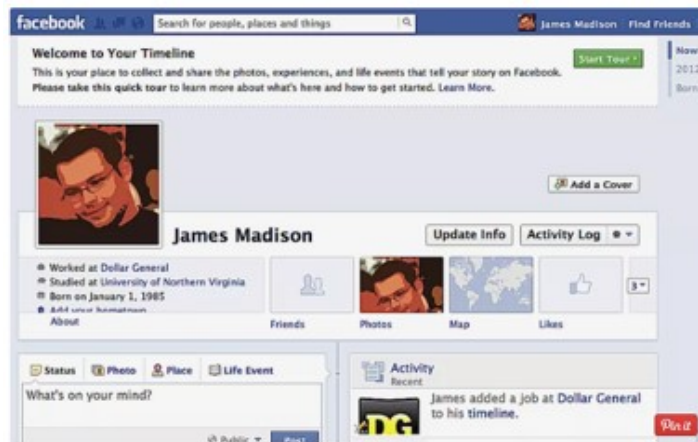 facebook
Search for people, places and things
James Madison Find Friends
Welcome to Your Timeline
This is your place to collect and share the photos, experiences, and life events that tell your story on Facebook.
Please take this quick tour to learn more about what's here and how to get started. Learn More.
Start Tour
Now
2012
Born
Add a Cover
James Madison
Update Info
Activity Log
Worked at Dollar General
Studied at University of Northern Virginia
Born on January 1, 1985
Add your hometown
About
Friends
Photos
Map
Likes
3
Status
Photo
Place
Life Event
What's on your mind?
Public
Post
Activity
Recent
James added a job at Dollar General
to his timeline.
DG
Pin it